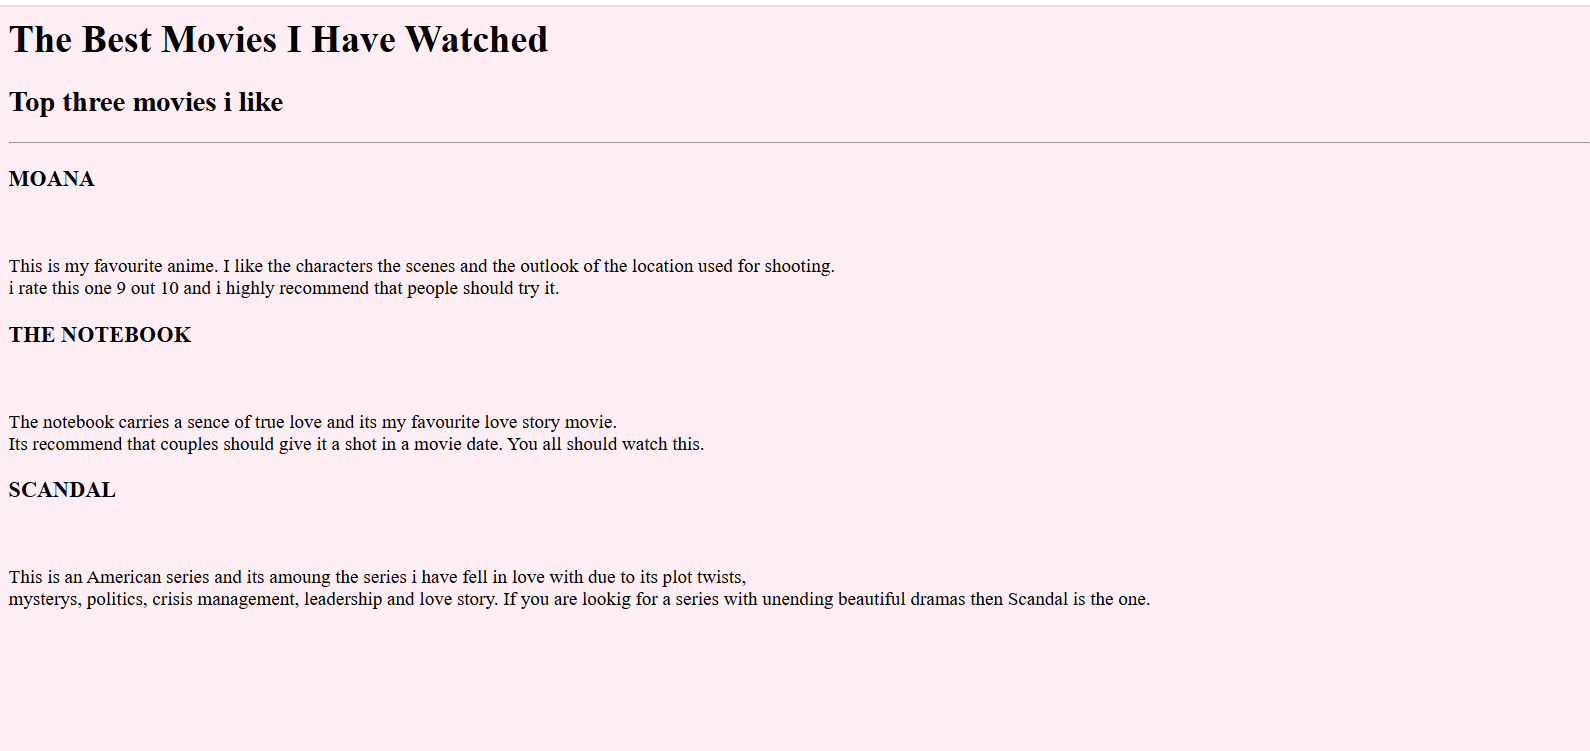 The Best Movies I Have Watched
Top three movies i like
MOANA
This is my favourite anime. I like the characters the scenes and the outlook of the location used for shooting.
i rate this one 9 out 10 and i highly recommend that people should try it.
THE NOTEBOOK
The notebook carries a sence of true love and its my favourite love story movie.
Its recommend that couples should give it a shot in a movie date. You all should watch this.
SCANDAL
This is an American series and its amoung the series i have fell in love with due to its plot twists,
mysterys, politics, crisis management, leadership and love story. If you are lookig for a series with unending beautiful dramas then Scandal is the one.